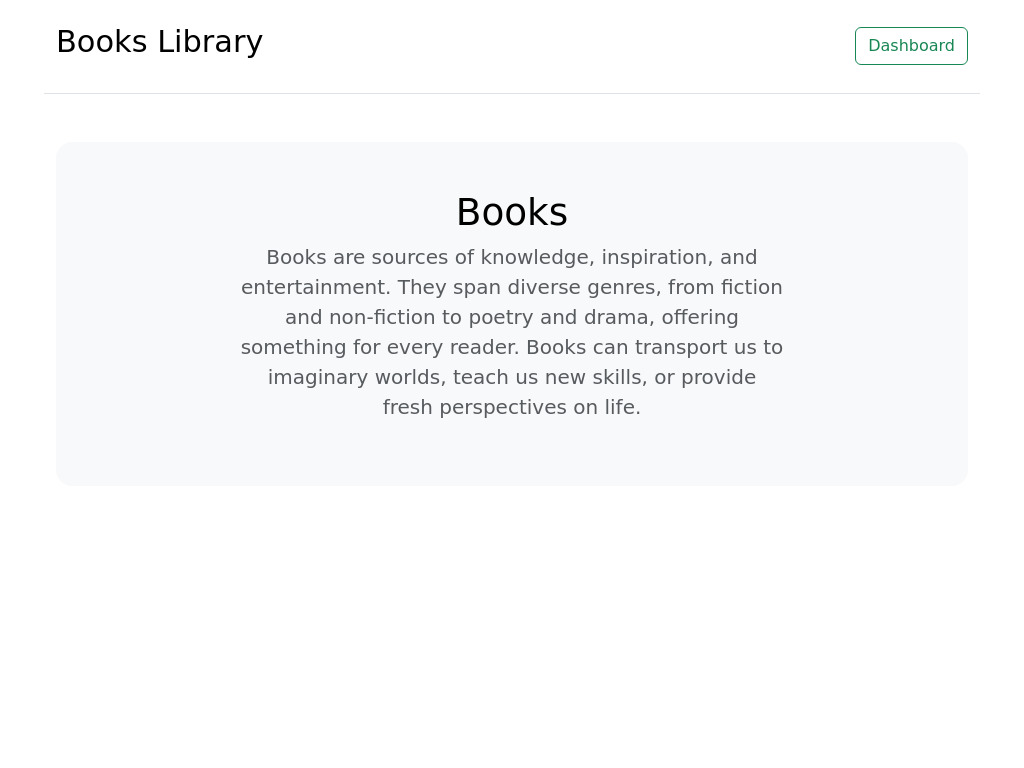 Books Library
Dashboard
Books
Books are sources of knowledge, inspiration, and
entertainment. They span diverse genres, from fiction
and non-fiction to poetry and drama, offering
something for every reader. Books can transport us to
imaginary worlds, teach us new skills, or provide
fresh perspectives on life.